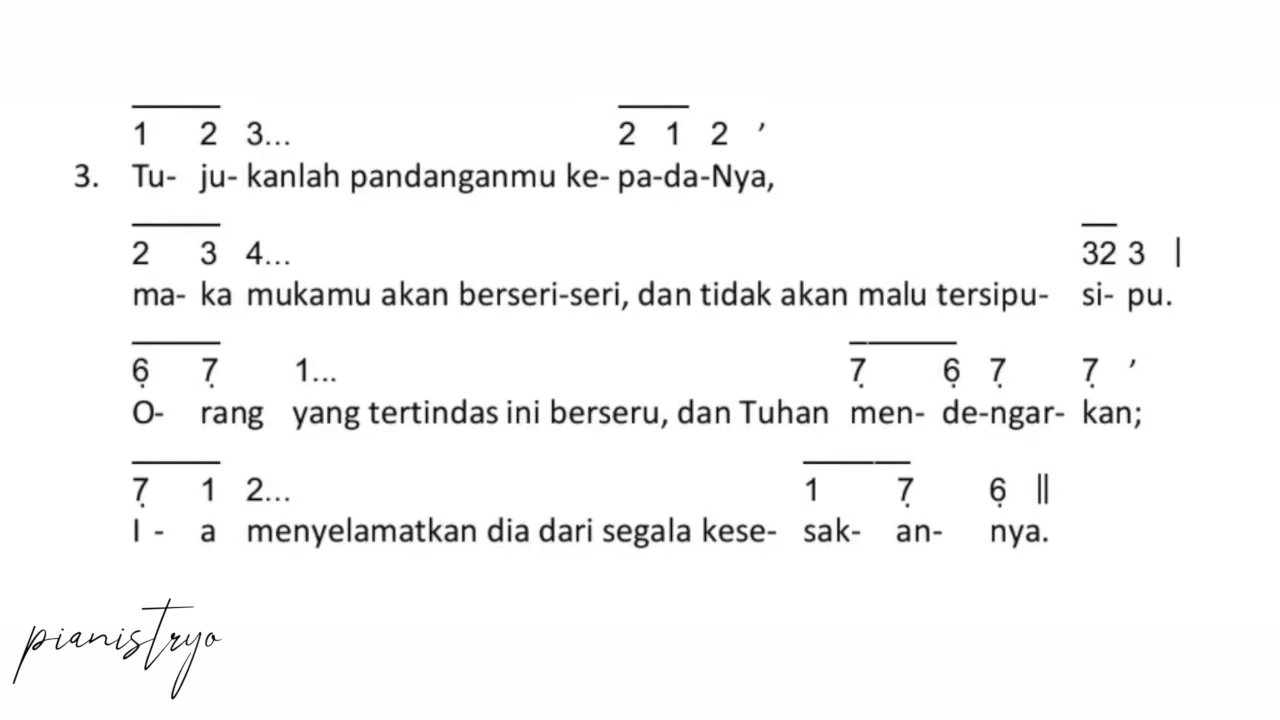 1 2 3... 2 1 2 ’
3. Tu- ju- kanlah pandanganmu ke- pa-da-Nya,
2 3 4... 32 3 |
ma- ka mukamu akan berseri-seri, dan tidak akan malu tersipu- si- pu.
6̣ 7̣ 1... 7̣ 6̣ 7̣ 7̣ ’
O- rang yang tertindas ini berseru, dan Tuhan men- de-ngar- kan;
7̣ 1 2... 1 7̣ 6̣ ||
I - a menyelamatkan dia dari segala kese- sak- an- nya.
pianistryo